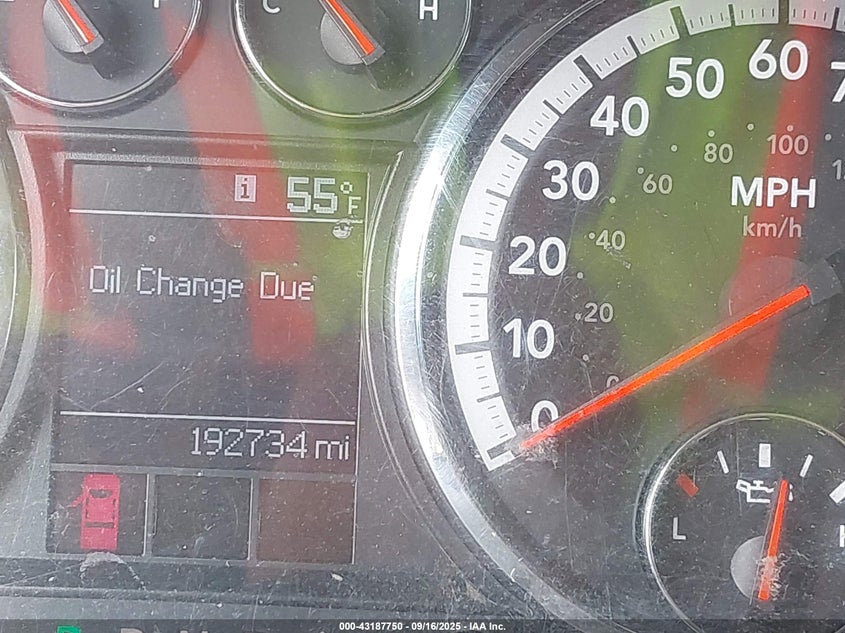 C H
i 55°F
Oil Change Due
192734 mi
0 10 20 30 40 50 60
20 40 60 80 100
MPH
km/h
L
000-43187750 - 09/16/2025 - IAA Inc.